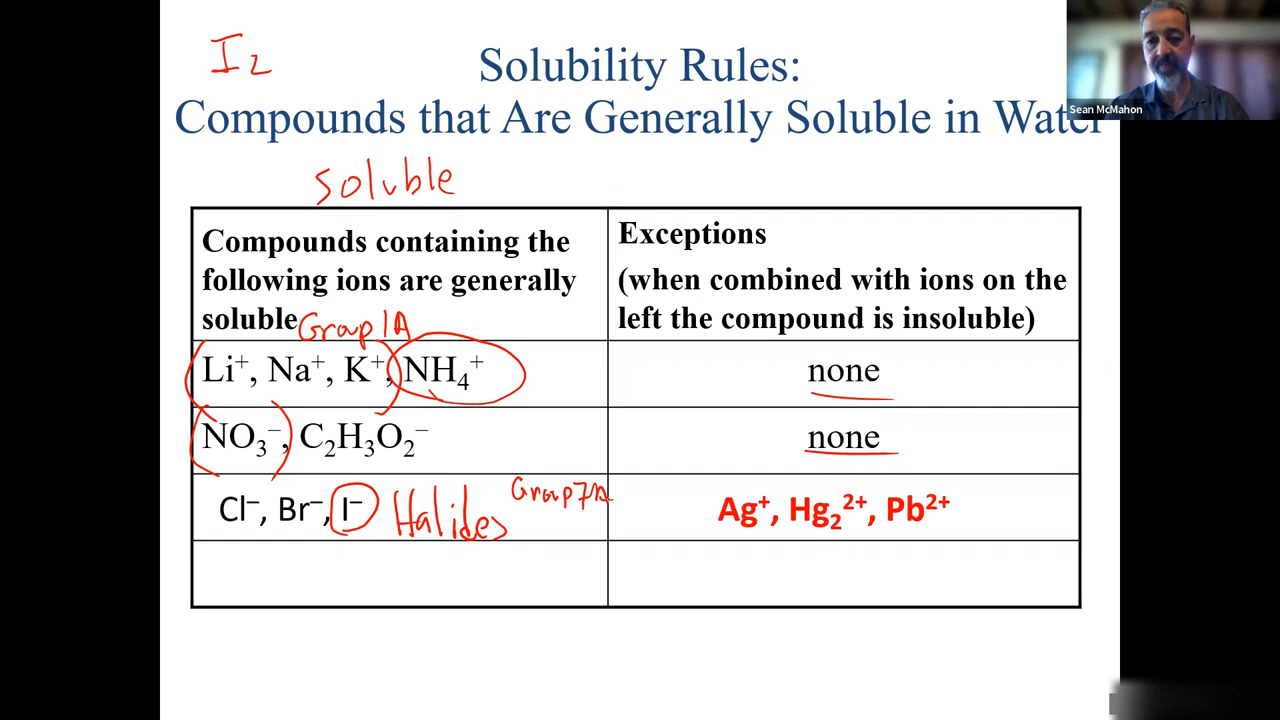 I2
Solubility Rules:
Compounds that Are Generally Soluble in Water
Sean McMahon
soluble
Compounds containing the
following ions are generally
soluble
Group 1A
Exceptions
(when combined with ions on the
left the compound is insoluble)
Li⁺, Na⁺, K⁺, NH₄⁺
none
NO₃⁻, C₂H₃O₂⁻
none
Cl⁻, Br⁻, I⁻
Halides
Group 7A
Ag⁺, Hg₂²⁺, Pb²⁺